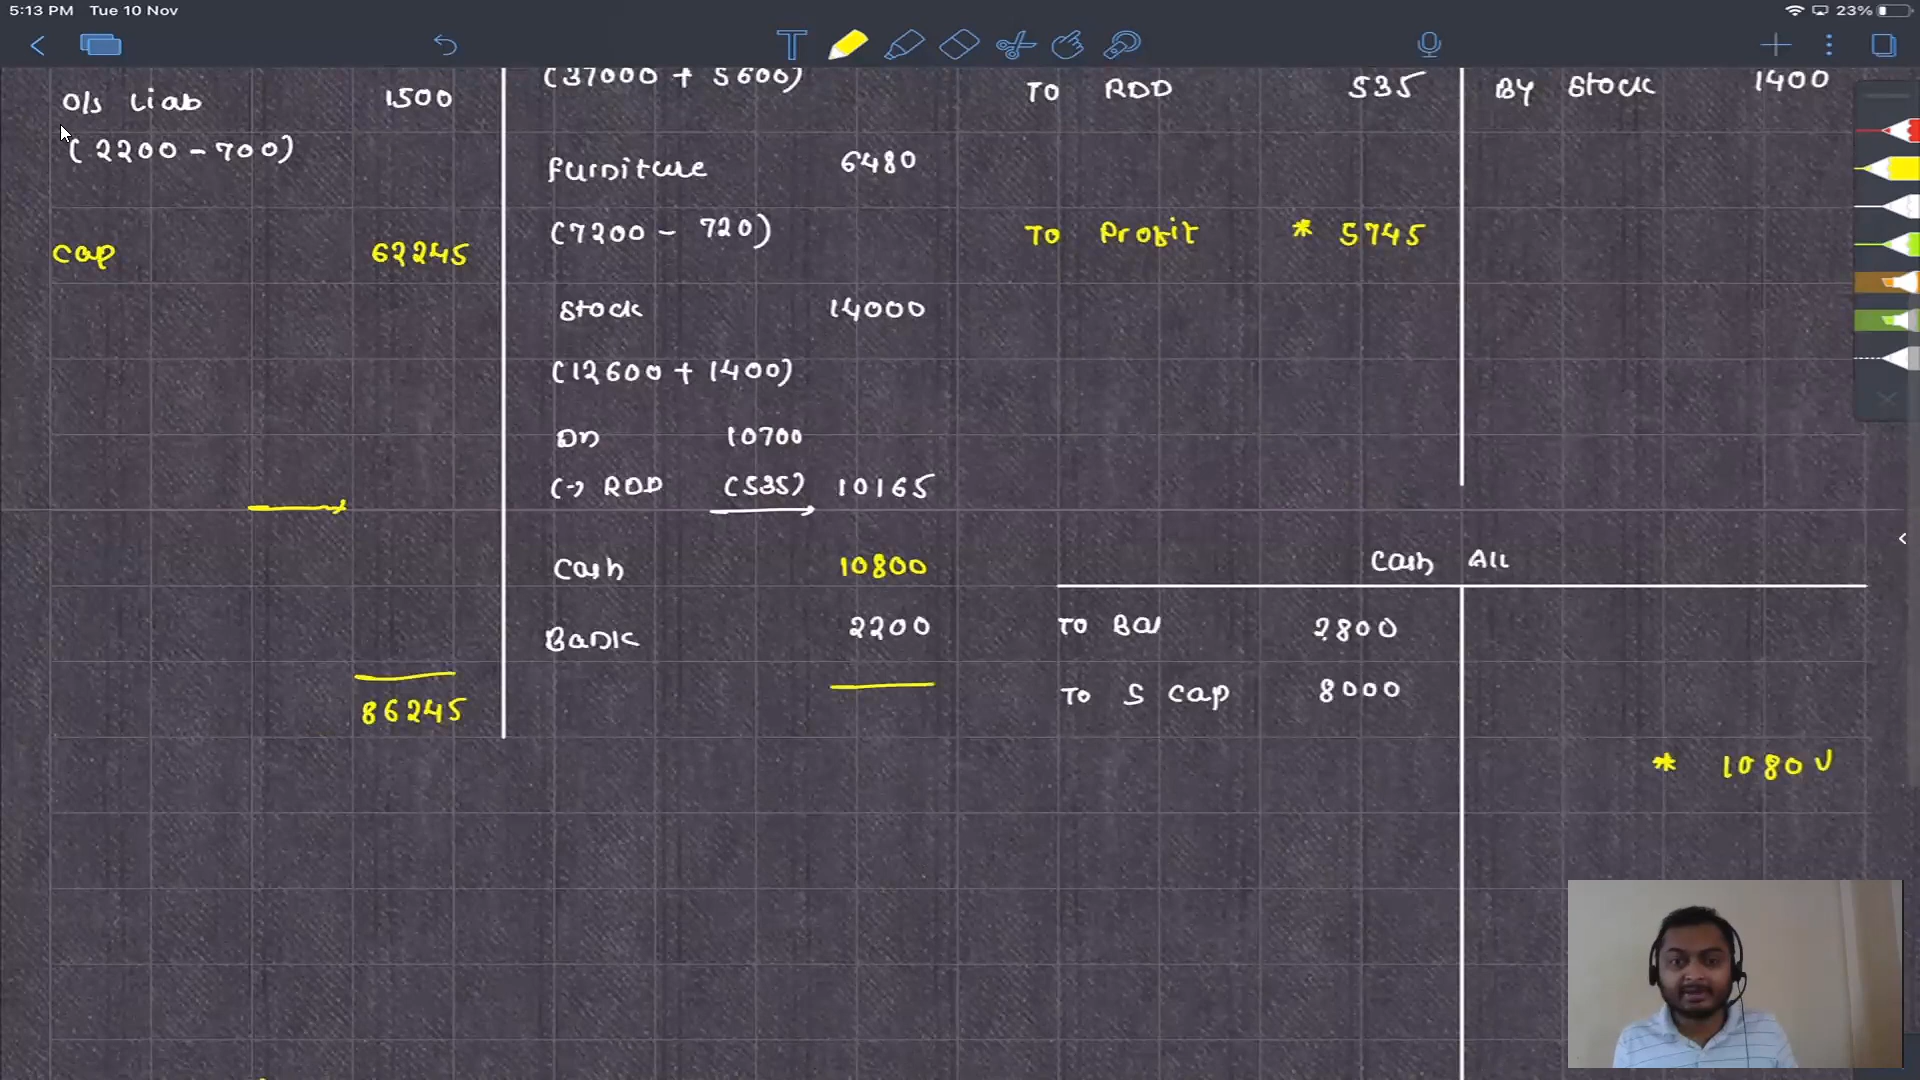 5:13 PM Tue 10 Nov
23%
T
O/s Liab 1500
(2200 - 700)
Cap 62245
86245
(37000 + 5600)
Furniture 6480
(7200 - 720)
Stock 14000
(12600 + 1400)
Dn 10700
(-) RDD (535) 10165
Cash 10800
Bank 2200
To RDD 535
To Profit * 5745
By Stock 1400
Cash A/c
To Bal 2800
To S Cap 8000
* 10800